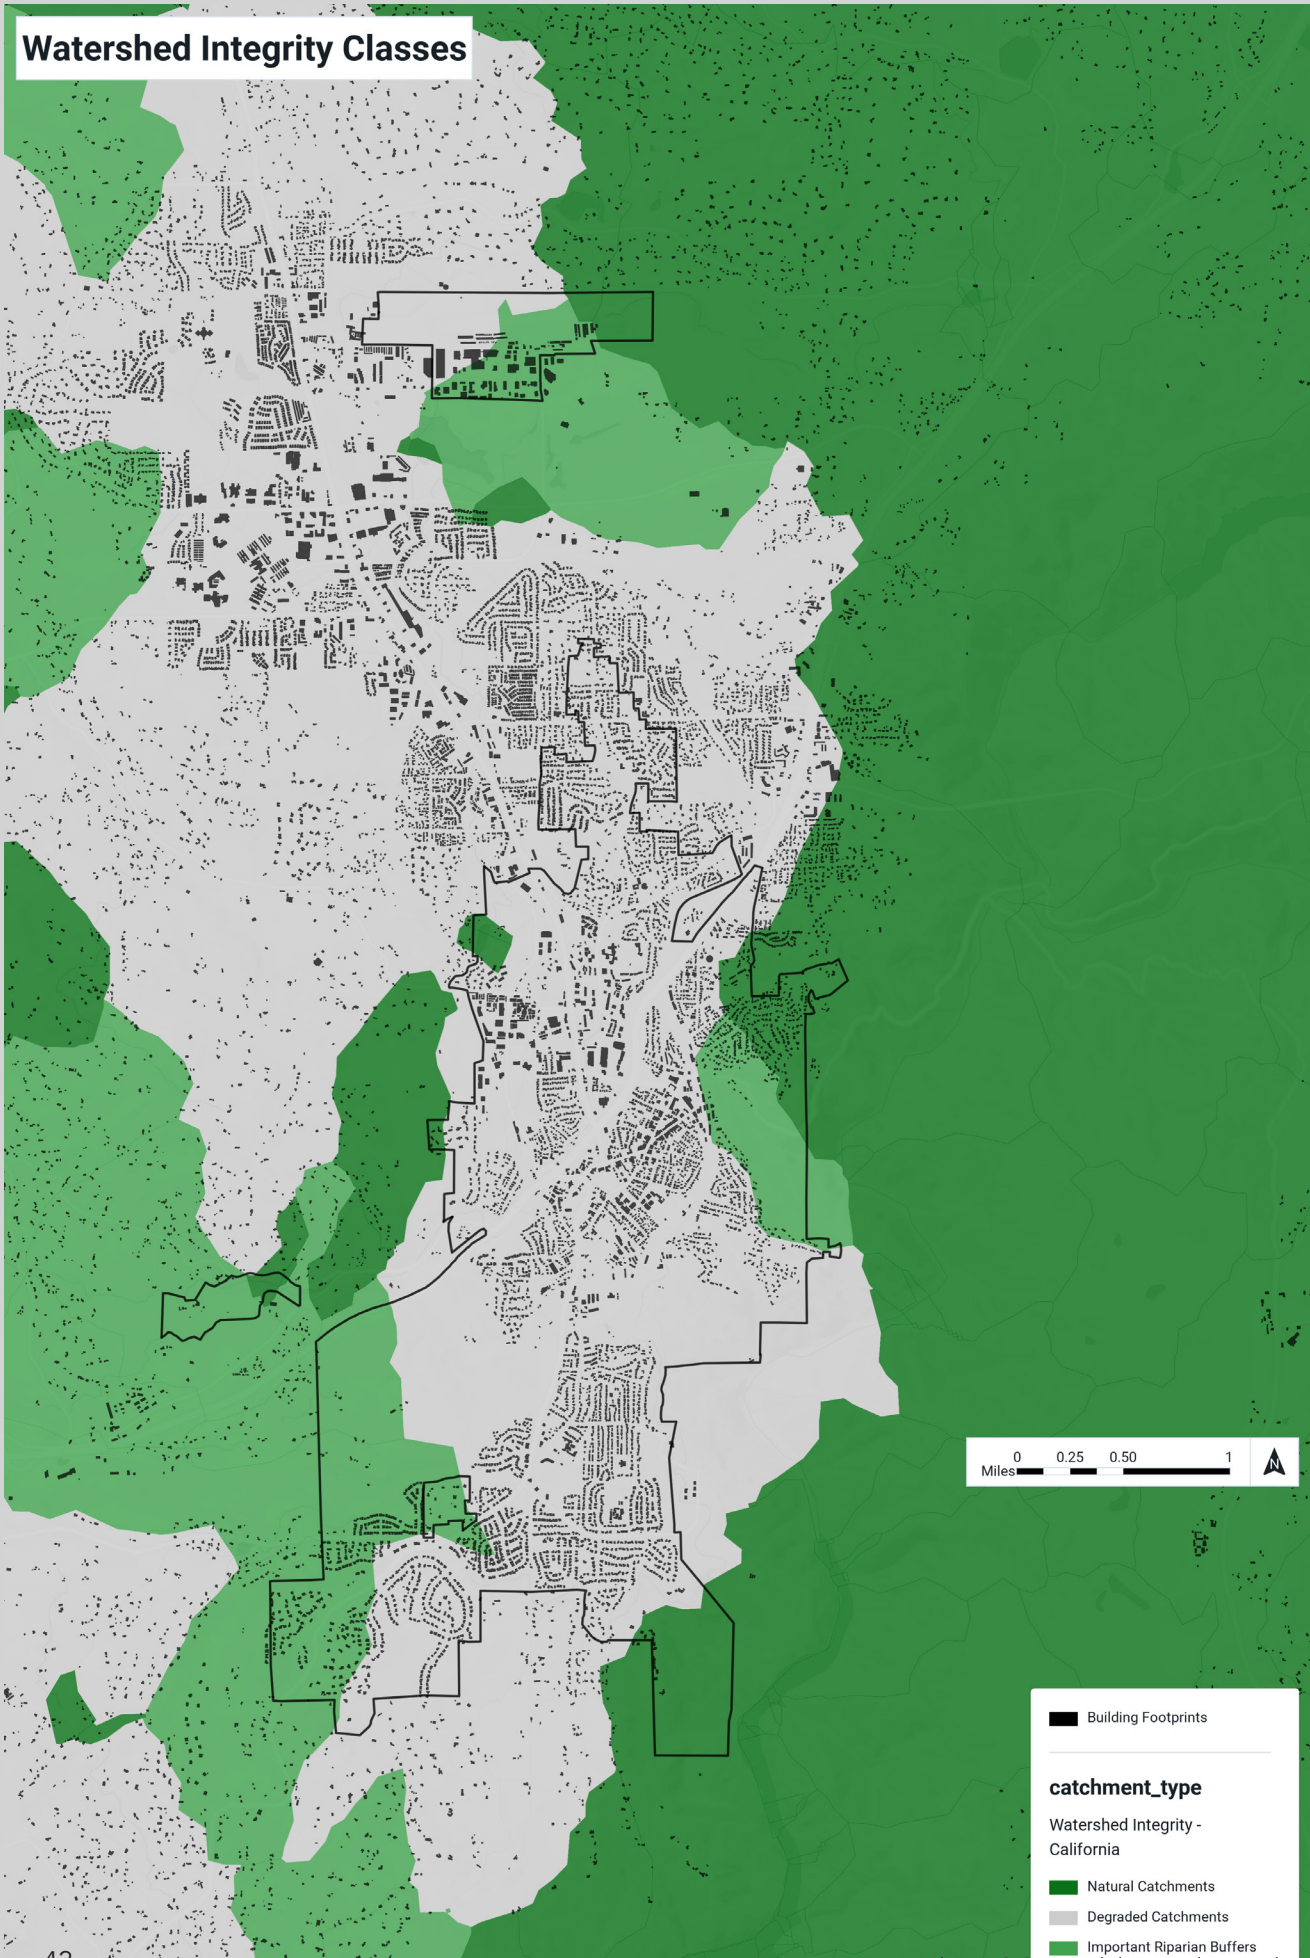 Watershed Integrity Classes
0 0.25 0.50 1
Miles
N
Building Footprints
catchment_type
Watershed Integrity -
California
Natural Catchments
Degraded Catchments
Important Riparian Buffers